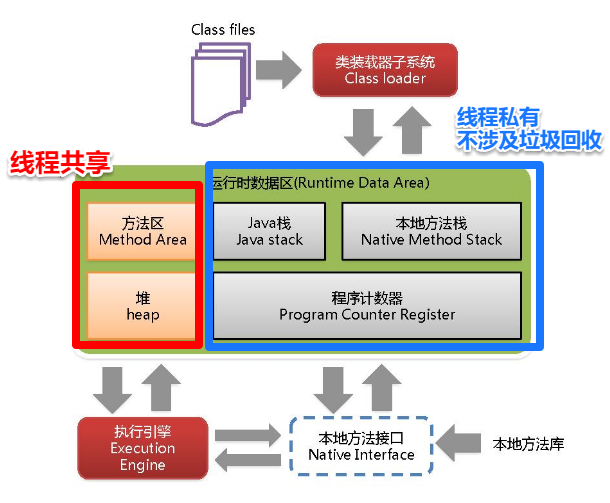 Class files
类装载器子系统
Class loader
线程私有
不涉及垃圾回收
线程共享
运行时数据区(Runtime Data Area)
方法区
Method Area
Java栈
Java stack
本地方法栈
Native Method Stack
堆
heap
程序计数器
Program Counter Register
执行引擎
Execution
Engine
本地方法接口
Native Interface
本地方法库